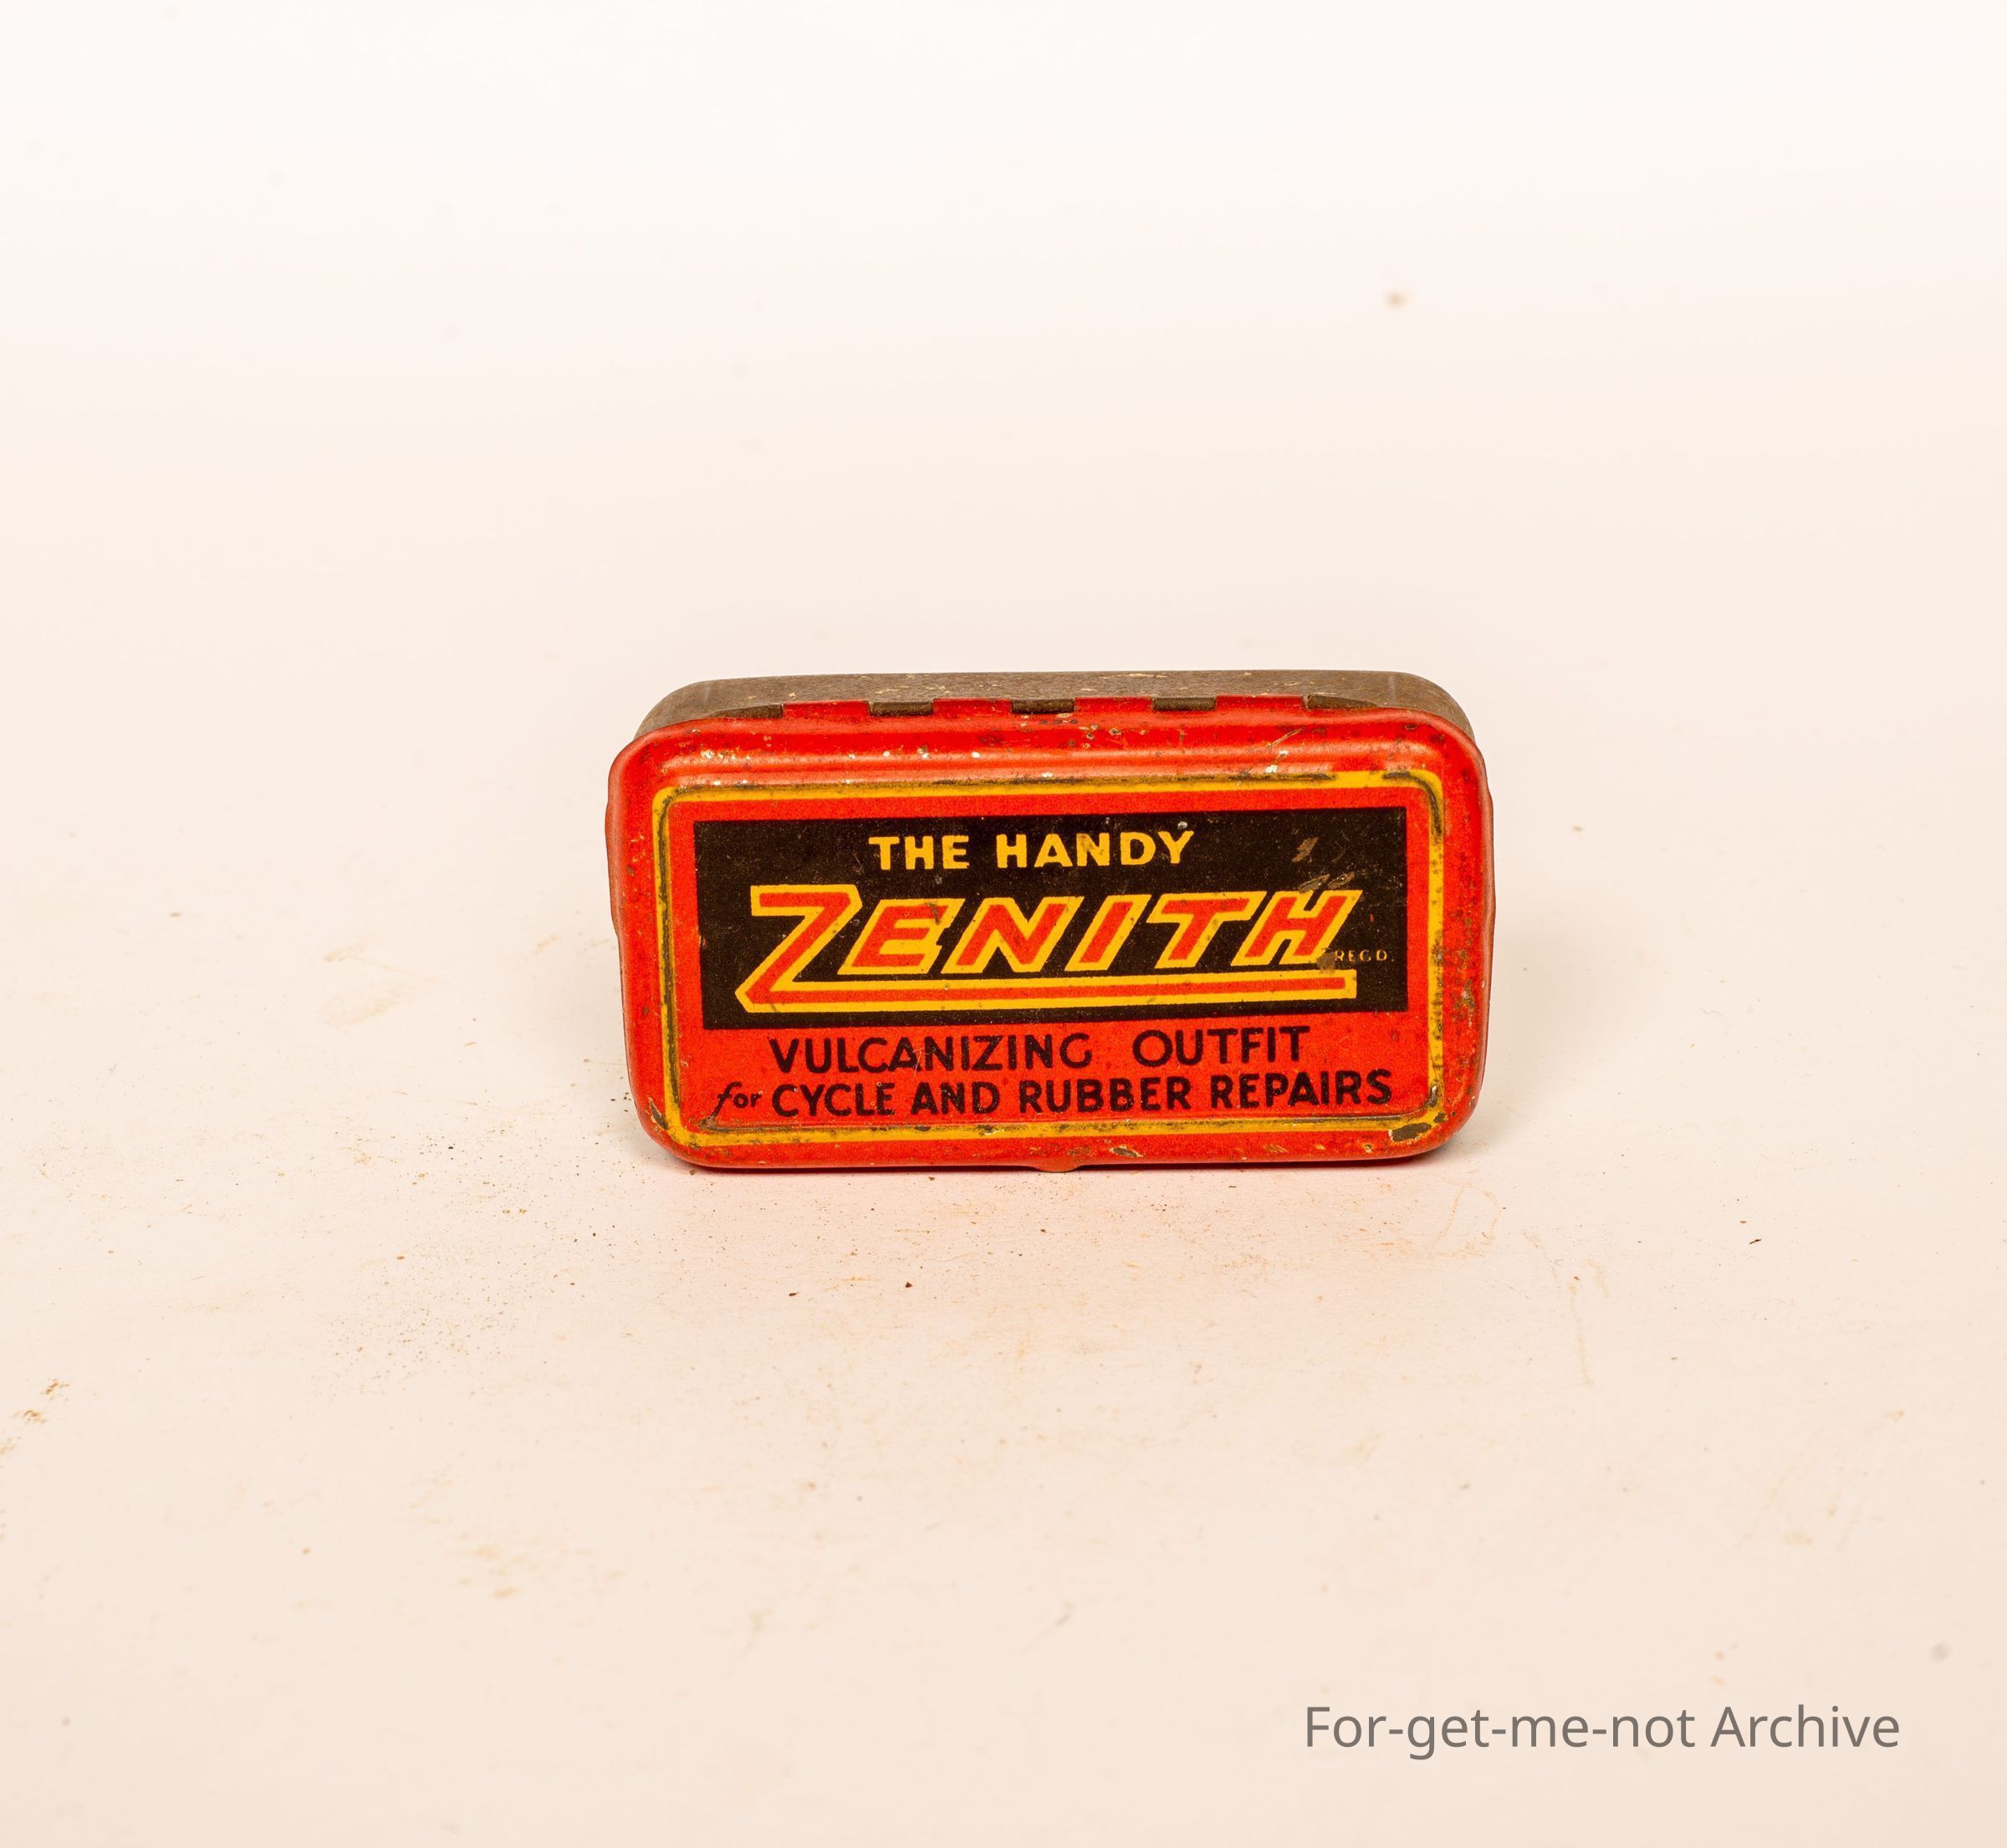 THE HANDY
ZENITH
REGD.
VULCANIZING OUTFIT
for CYCLE AND RUBBER REPAIRS
For-get-me-not Archive